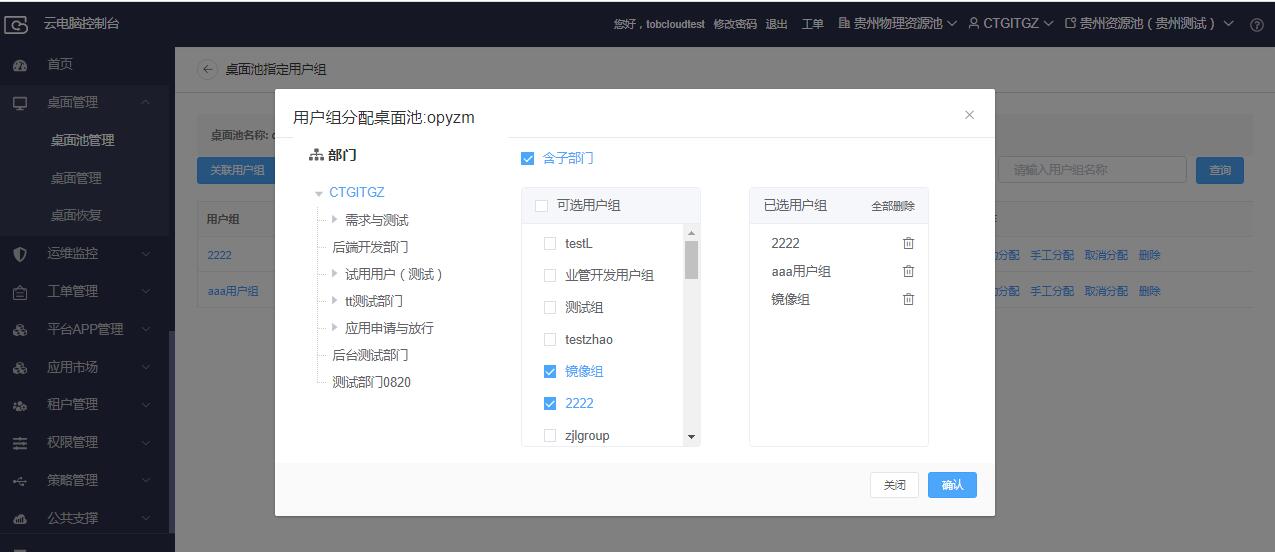 云电脑控制台
您好，tobcloudtest 修改密码 退出 工单 贵州物理资源池 CTGITGZ 贵州资源池（贵州测试）
首页
桌面管理
桌面池管理
桌面管理
桌面恢复
运维监控
工单管理
平台APP管理
应用市场
租户管理
权限管理
策略管理
公共支撑
桌面池指定用户组
桌面池名称:
关联用户组
请输入用户组名称
查询
用户组
2222
手工分配 取消分配 删除
aaa用户组
手工分配 取消分配 删除
用户组分配桌面池:opyzm
部门
CTGITGZ
需求与测试
后端开发部门
试用用户（测试）
tt测试部门
应用申请与放行
后台测试部门
测试部门0820
含子部门
可选用户组
testL
业管开发用户组
测试组
testzhao
镜像组
2222
zjlgroup
已选用户组 全部删除
2222
aaa用户组
镜像组
关闭
确认